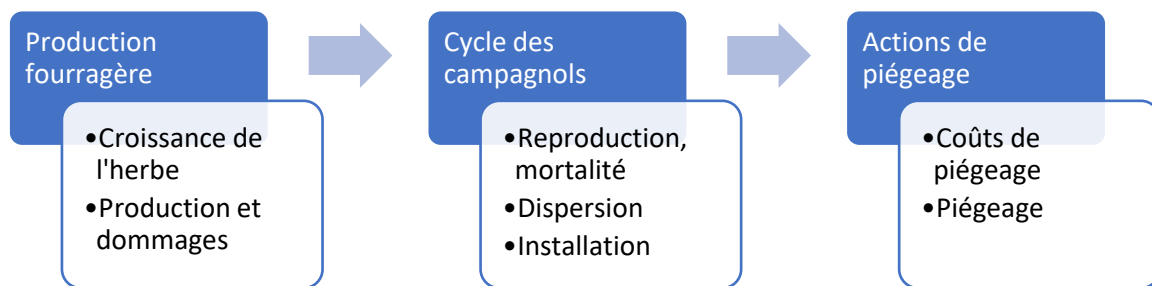 Production
fourragère
•Croissance de
l'herbe
•Production et
dommages
Cycle des
campagnols
•Reproduction,
mortalité
•Dispersion
•Installation
Actions de
piégeage
•Coûts de
piégeage
•Piégeage